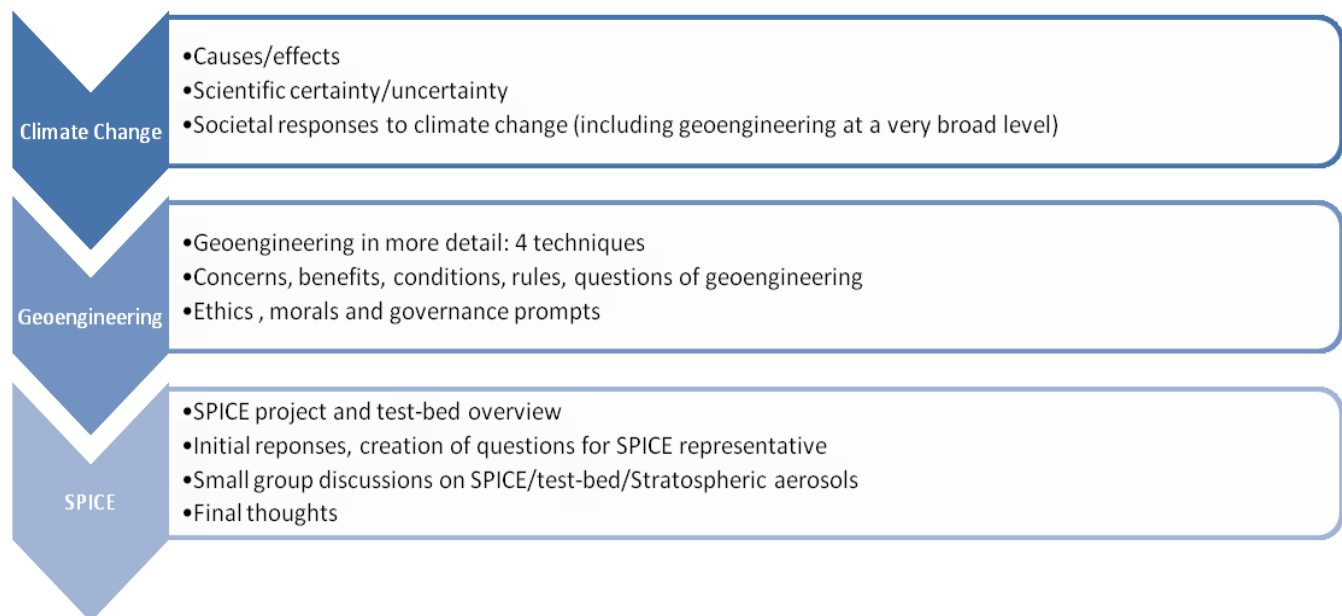 Climate Change
•Causes/effects
•Scientific certainty/uncertainty
•Societal responses to climate change (including geoengineering at a very broad level)
Geoengineering
•Geoengineering in more detail: 4 techniques
•Concerns, benefits, conditions, rules, questions of geoengineering
•Ethics , morals and governance prompts
SPICE
•SPICE project and test-bed overview
•Initial reponses, creation of questions for SPICE representative
•Small group discussions on SPICE/test-bed/Stratospheric aerosols
•Final thoughts